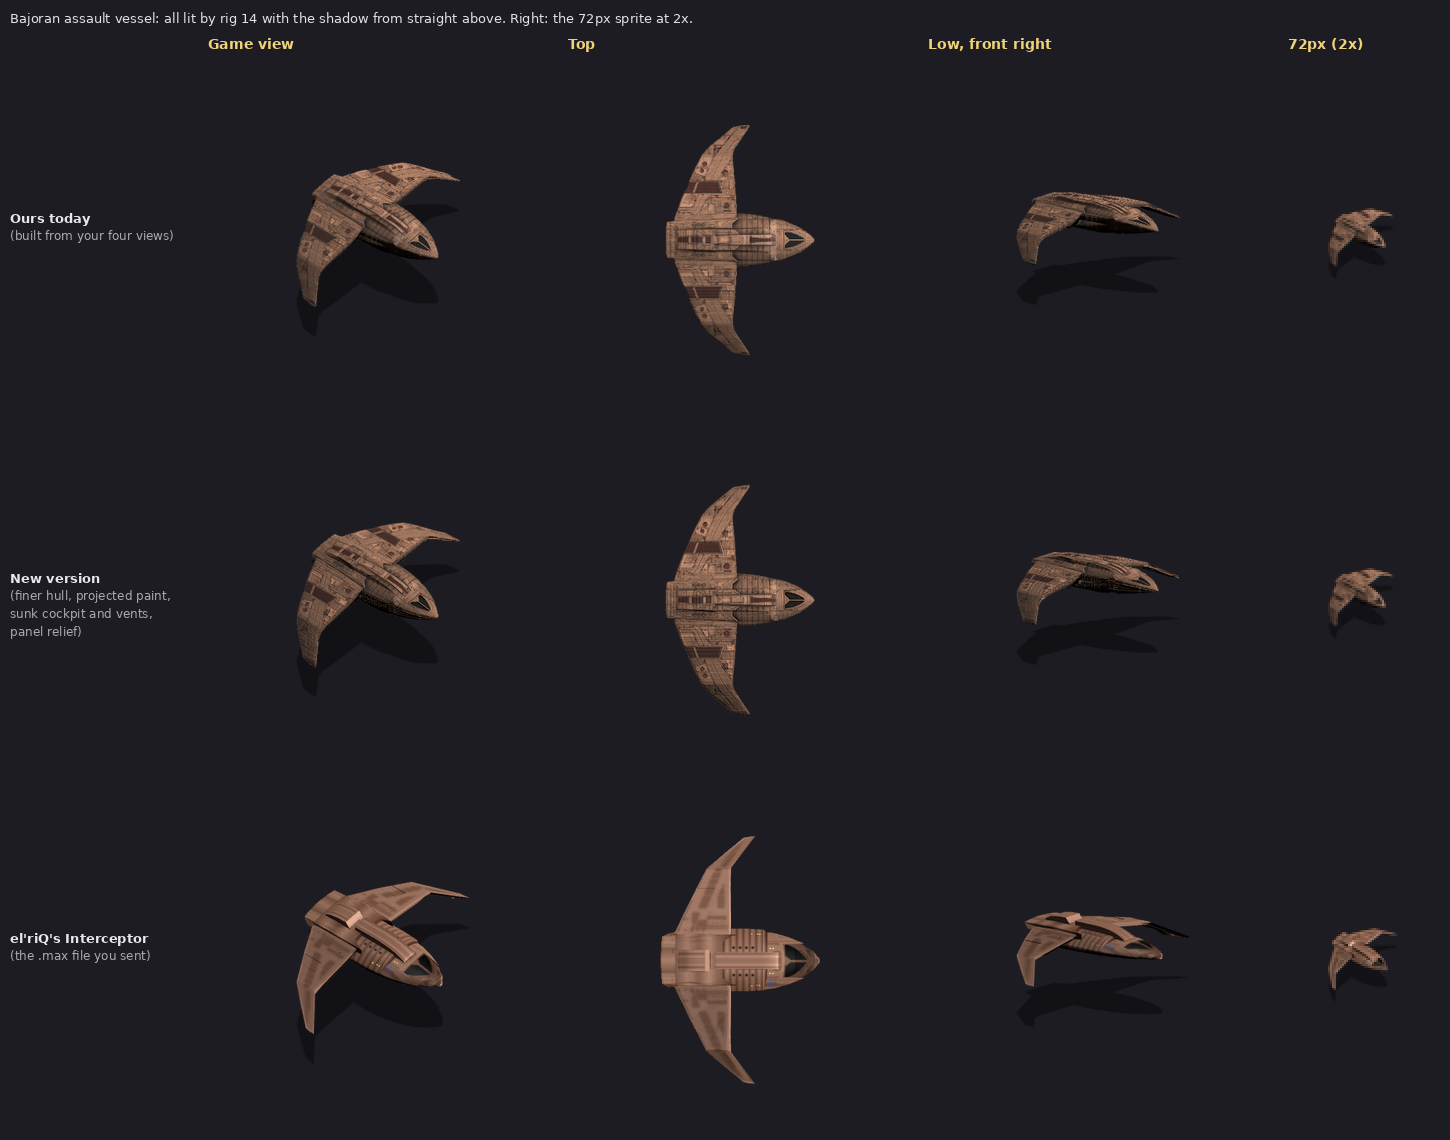 Bajoran assault vessel: all lit by rig 14 with the shadow from straight above. Right: the 72px sprite at 2x.
Game view
Top
Low, front right
72px (2x)
Ours today
(built from your four views)
New version
(finer hull, projected paint,
sunk cockpit and vents,
panel relief)
el'riQ's Interceptor
(the .max file you sent)